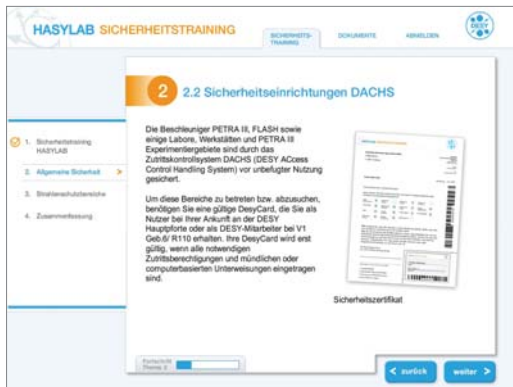 HASYLAB SICHERHEITSTRAINING
SICHERHEITS-
TRAINING
DOKUMENTE
ABMELDEN
DESY
2
2.2 Sicherheitseinrichtungen DACHS
1. Sicherheitstraining
HASYLAB
2. Allgemeine Sicherheit >
3. Strahlenschutzbereiche
4. Zusammenfassung
Die Beschleuniger PETRA III, FLASH sowie
einige Labore, Werkstätten und PETRA III
Experimentiergebiete sind durch das
Zutrittskontrollsystem DACHS (DESY ACcess
Control Handling System) vor unbefugter Nutzung
gesichert.
Um diese Bereiche zu betreten bzw. abzusuchen,
benötigen Sie eine gültige DesyCard, die Sie als
Nutzer bei Ihrer Ankunft an der DESY
Hauptpforte oder als DESY-Mitarbeiter bei V1
Geb.6/ R110 erhalten. Ihre DesyCard wird erst
gültig, wenn alle notwendigen
Zutrittsberechtigungen und mündlichen oder
computerbasierten Unterweisungen eingetragen
sind.
HASYLAB SICHERHEITSTRAINING
Sicherheitszertifikat
Fortschritt
Thema 2
< zurück
weiter >